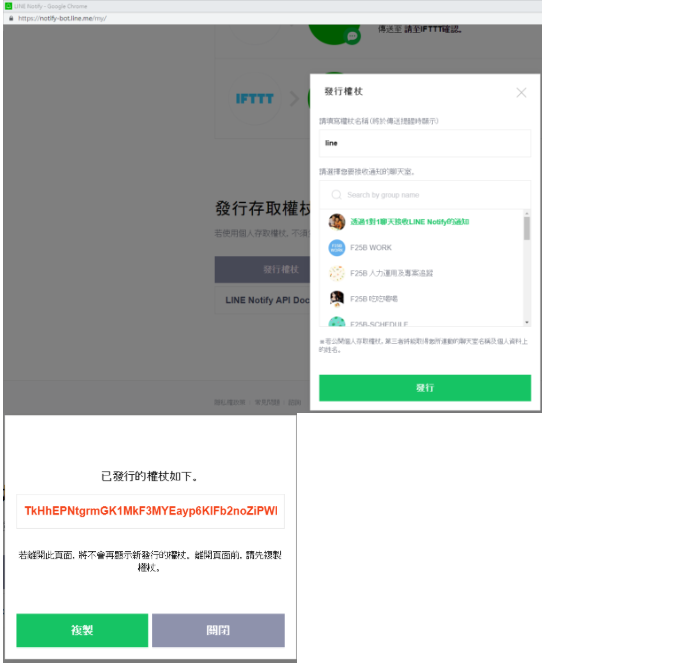 LINE Notify - Google Chrome
https://notify-bot.line.me/my/
傳送至 請至IFTTT確認。
IFTTT
發行存取權杖
若使用個人存取權杖, 不須
發行權杖
LINE Notify API Doc
發行權杖
請填寫權杖名稱(將於傳送提醒時顯示)
line
請選擇您要接收通知的聊天室。
Search by group name
透過1對1聊天接收LINE Notify的通知
F25B WORK
F25B 人力運用及專案追蹤
F25B 吃吃喝喝
F25B-SCHEDULE
※若公開個人存取權杖, 第三者將能取得您所連動的聊天室名稱及個人資料上
的姓名。
發行
已發行的權杖如下。
TkHhEPNtgrmGK1MkF3MYEayp6KIFb2noZiPWI
若離開此頁面, 將不會再顯示新發行的權杖。離開頁面前, 請先複製
權杖。
複製
關閉